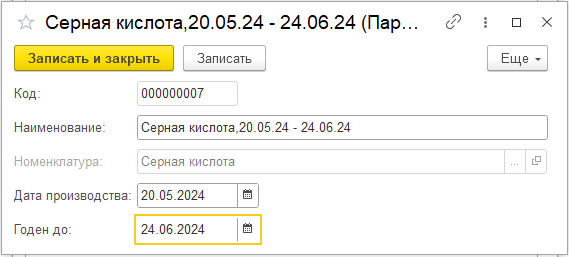 Серная кислота,20.05.24 - 24.06.24 (Пар...
Записать и закрыть Записать Еще
Код: 000000007
Наименование: Серная кислота,20.05.24 - 24.06.24
Номенклатура: Серная кислота ...
Дата производства: 20.05.2024
Годен до: 24.06.2024